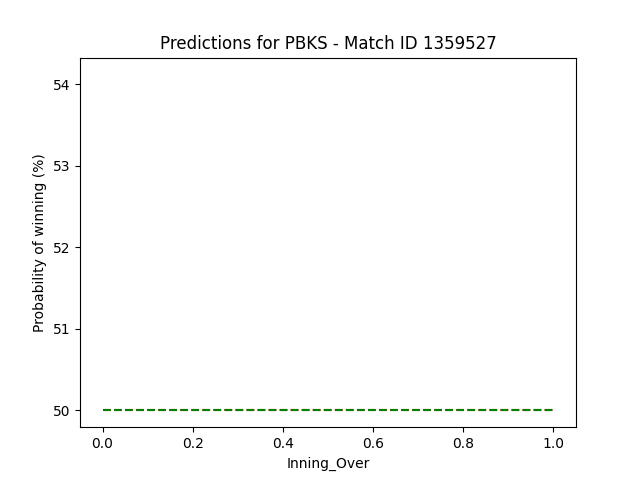 Predictions for PBKS - Match ID 1359527
54
53
52
51
50
Probability of winning (%)
0.0 0.2 0.4 0.6 0.8 1.0
Inning_Over